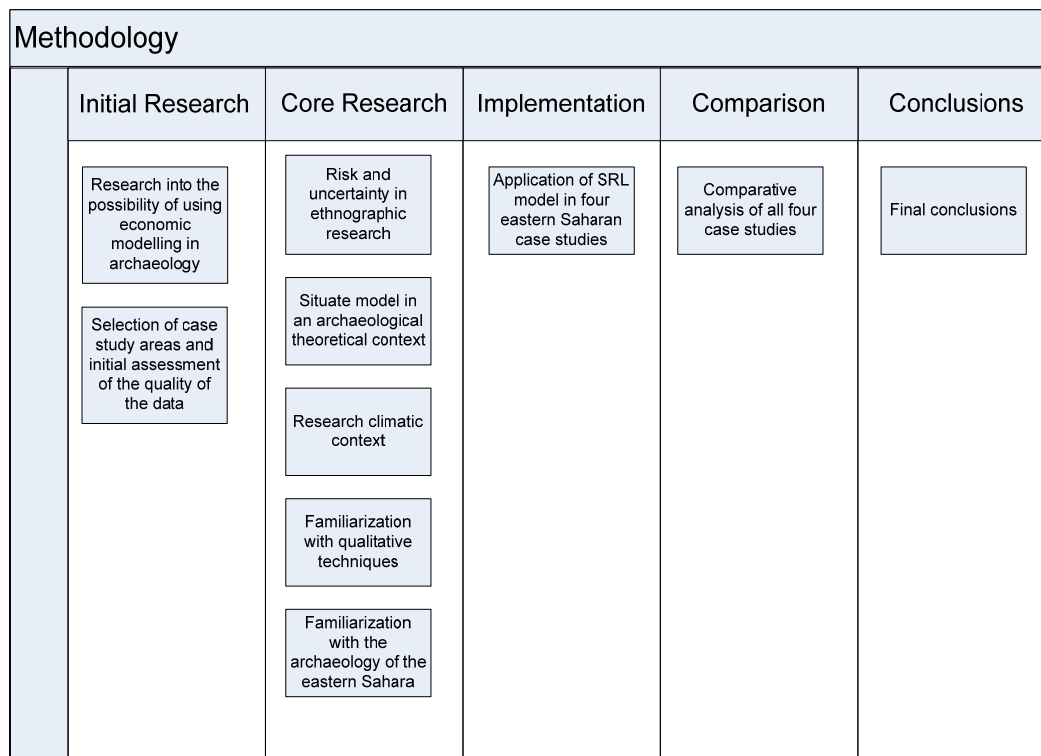 Methodology
Initial Research
Core Research
Implementation
Comparison
Conclusions
Research into the
possibility of using
economic
modelling in
archaeology
Selection of case
study areas and
initial assessment
of the quality of
the data
Risk and
uncertainty in
ethnographic
research
Situate model in
an archaeological
theoretical context
Research climatic
context
Familiarization
with qualitative
techniques
Familiarization
with the
archaeology of the
eastern Sahara
Application of SRL
model in four
eastern Saharan
case studies
Comparative
analysis of all four
case studies
Final conclusions